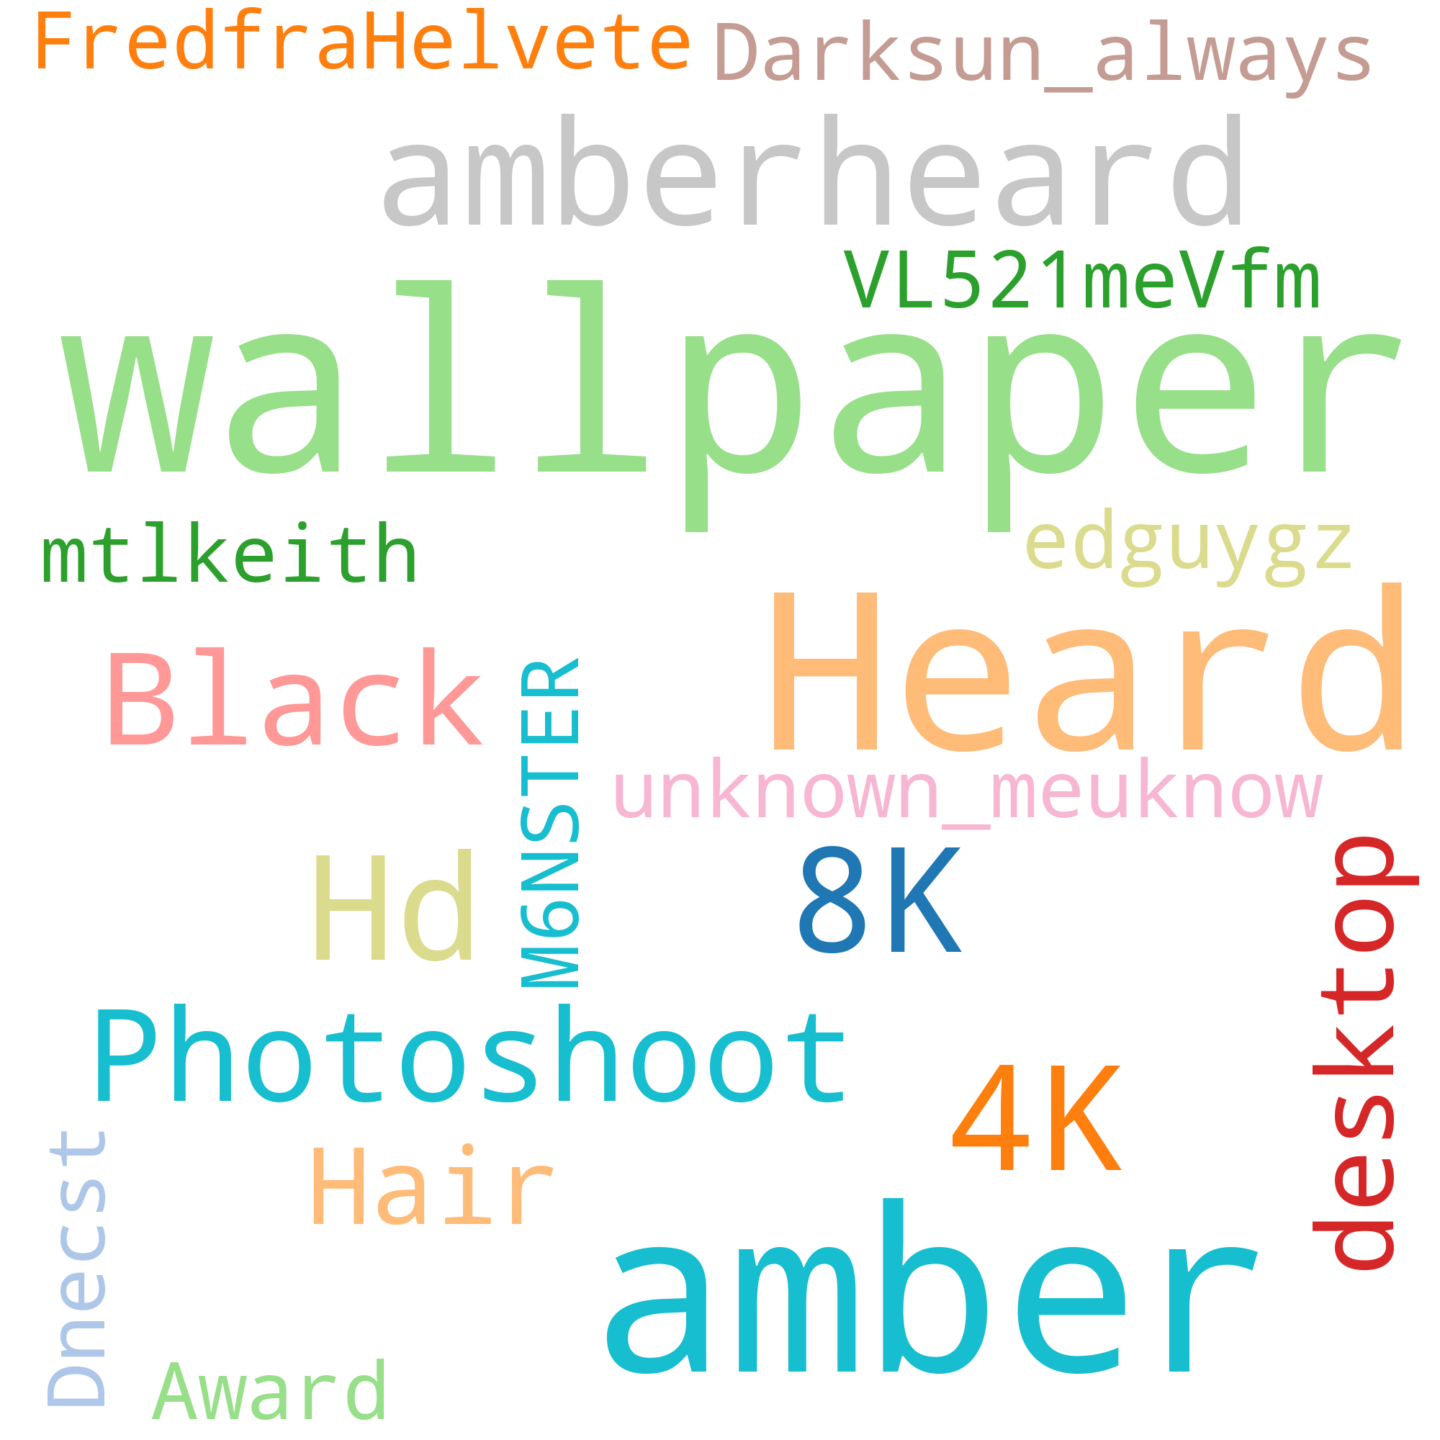 FredfraHelvete
Darksun_always
amberheard
VL521meVfm
wallpaper
mtlkeith
edguygz
Heard
Black
M6NSTER
unknown_meuknow
Hd
8K
desktop
Photoshoot
4K
Dnecst
Hair
amber
Award